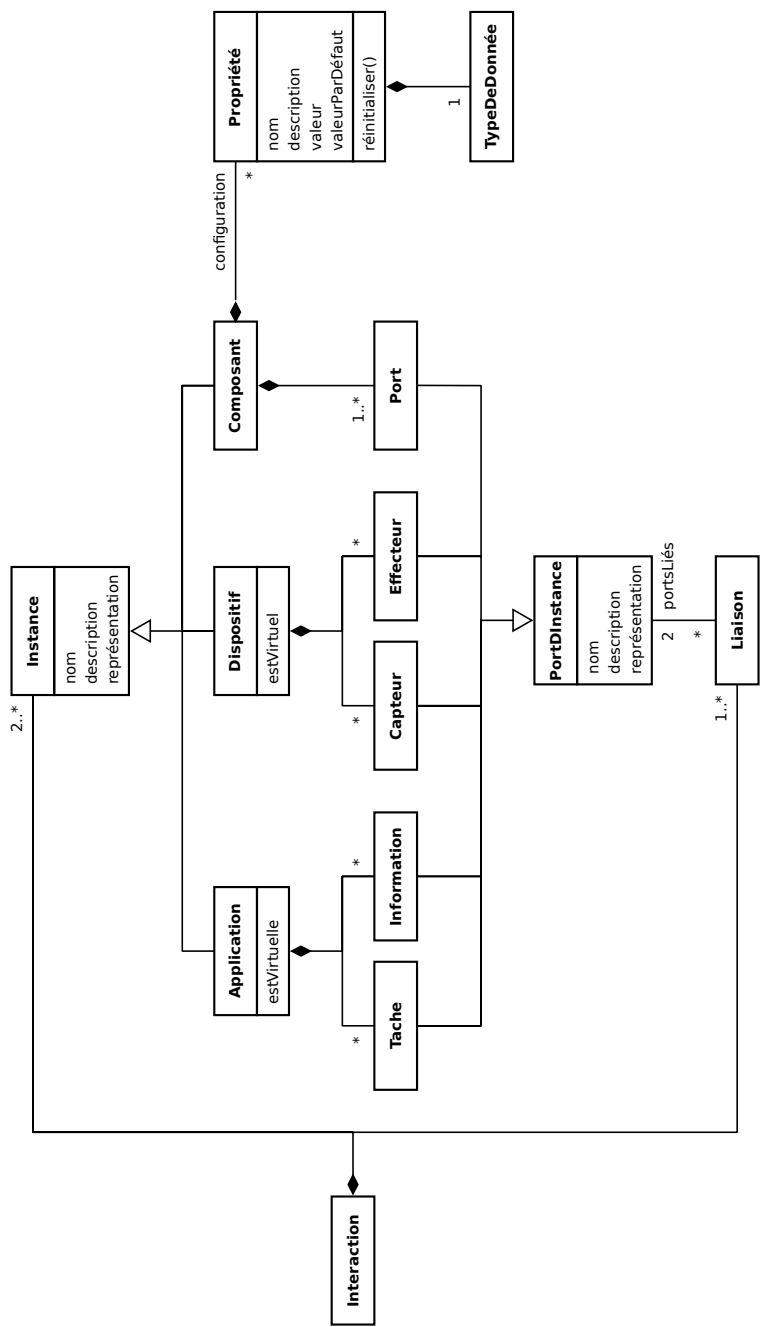 Interaction
2..*
Instance
nom
description
représentation
Application
estVirtuelle
Dispositif
estVirtuel
Composant
configuration
*
Propriété
nom
description
valeur
valeurParDéfaut
réinitialiser()
1
TypeDeDonnée
*
*
*
*
1..*
Tache
Information
Capteur
Effecteur
Port
PortDInstance
nom
description
représentation
2
portsLiés
*
1..*
Liaison